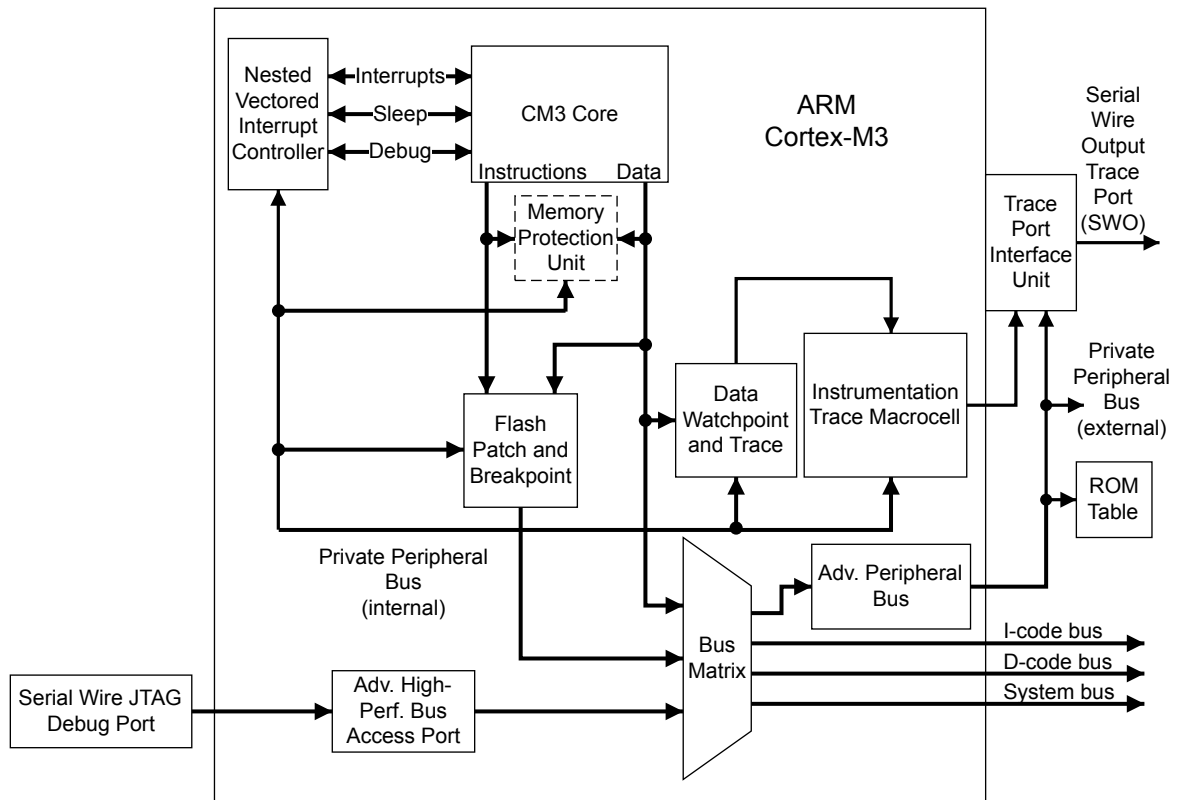 Nested
Vectored
Interrupt
Controller
Interrupts
Sleep
Debug
CM3 Core
Instructions
Data
ARM
Cortex-M3
Memory
Protection
Unit
Serial
Wire
Output
Trace
Port
(SWO)
Trace
Port
Interface
Unit
Private
Peripheral
Bus
(external)
Flash
Patch and
Breakpoint
Data
Watchpoint
and Trace
Instrumentation
Trace Macrocell
ROM
Table
Private Peripheral
Bus
(internal)
Adv. Peripheral
Bus
Bus
Matrix
I-code bus
D-code bus
System bus
Serial Wire JTAG
Debug Port
Adv. High-
Perf. Bus
Access Port